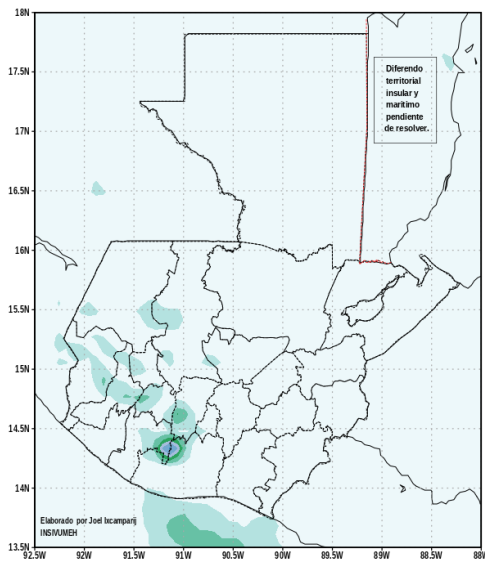 18N
17.5N
Diferendo
territorial
insular y
maritimo
pendiente
de resolver.
17N
16.5N
16N
15.5N
15N
14.5N
14N
Elaborado por Joel Ixcamparij
INSIVUMEH
13.5N
92.5W 92W 91.5W 91W 90.5W 90W 89.5W 89W 88.5W 88